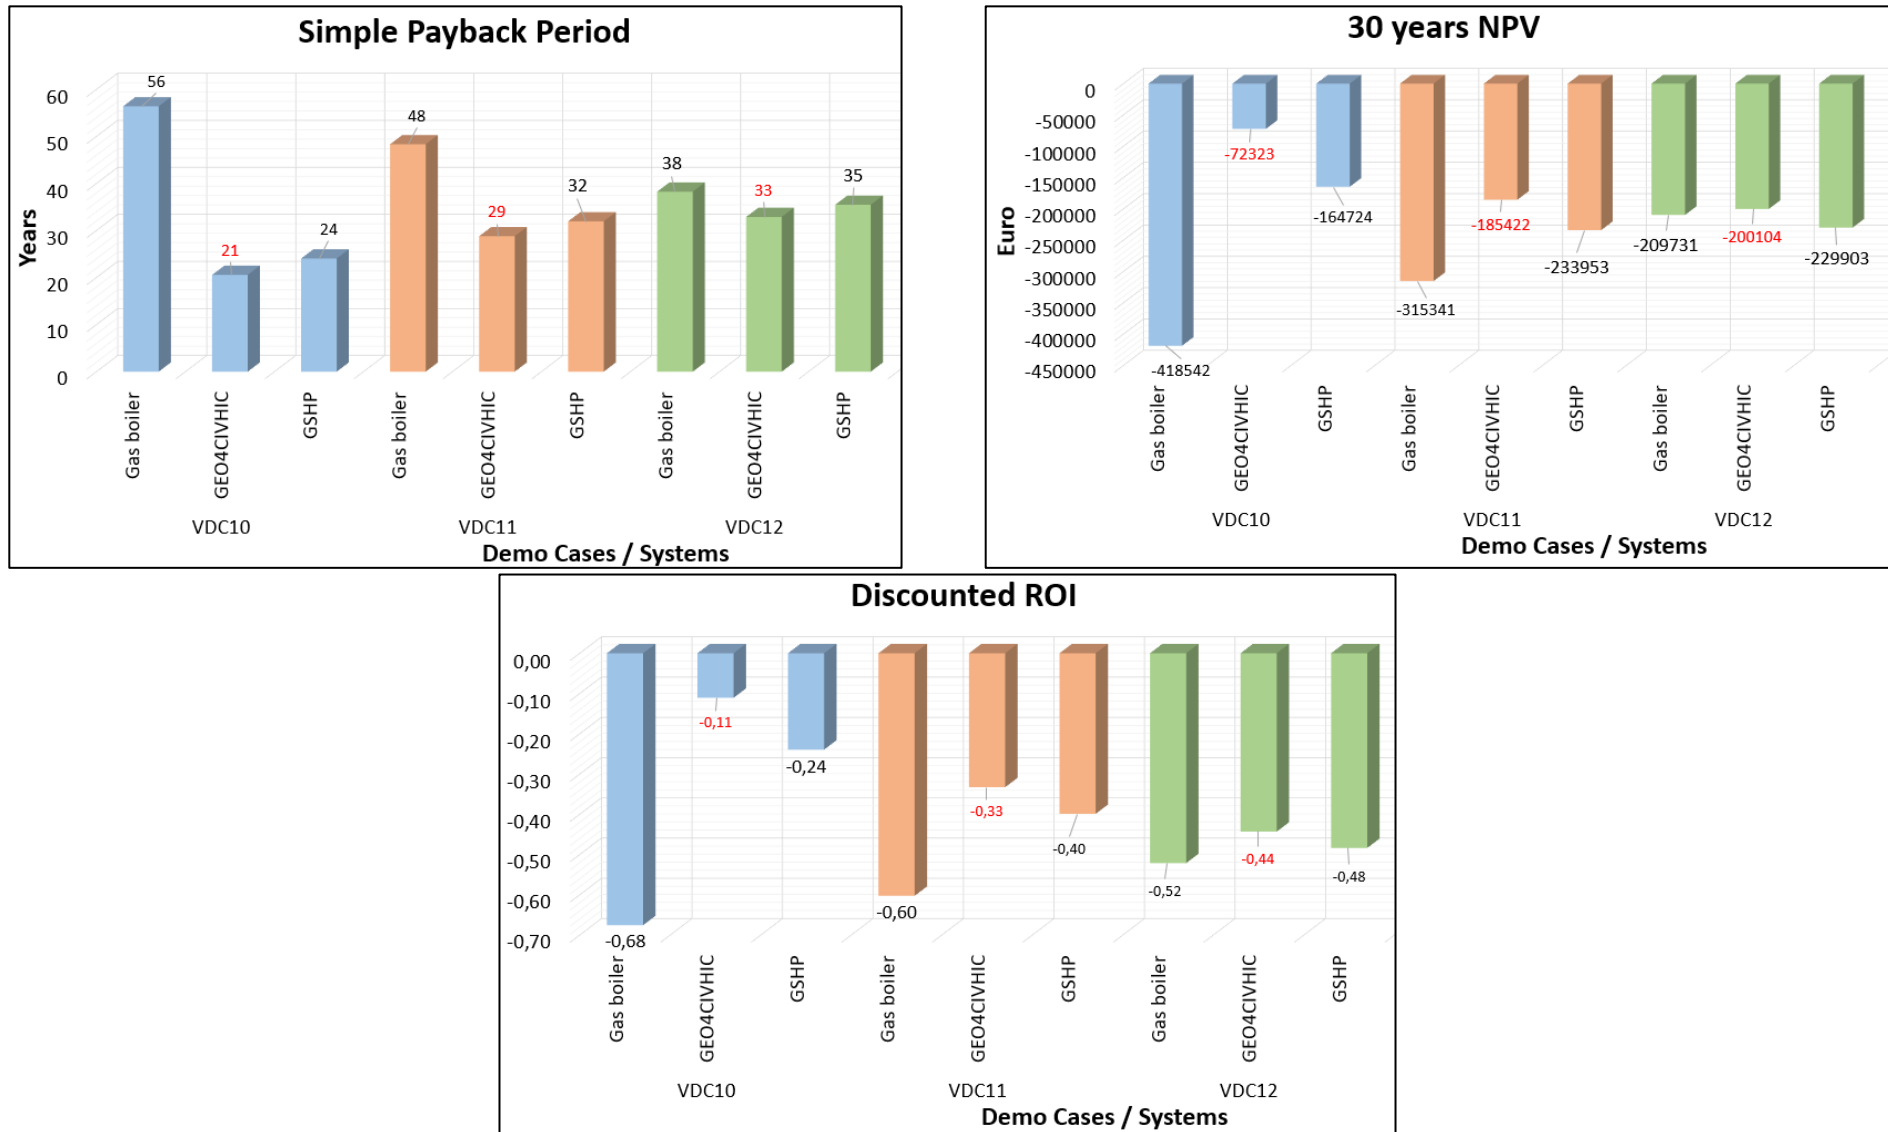 Simple Payback Period
Years
60
50
40
30
20
10
0
56
21
24
48
29
32
38
33
35
Gas boiler
GEO4CIVHIC
GSHP
Gas boiler
GEO4CIVHIC
GSHP
Gas boiler
GEO4CIVHIC
GSHP
VDC10
VDC11
VDC12
Demo Cases / Systems
30 years NPV
Euro
0
-50000
-100000
-150000
-200000
-250000
-300000
-350000
-400000
-450000
-418542
-72323
-164724
-315341
-185422
-233953
-209731
-200104
-229903
Gas boiler
GEO4CIVHIC
GSHP
Gas boiler
GEO4CIVHIC
GSHP
Gas boiler
GEO4CIVHIC
GSHP
VDC10
VDC11
VDC12
Demo Cases / Systems
Discounted ROI
0,00
-0,10
-0,20
-0,30
-0,40
-0,50
-0,60
-0,70
-0,68
-0,11
-0,24
-0,60
-0,33
-0,40
-0,52
-0,44
-0,48
Gas boiler
GEO4CIVHIC
GSHP
Gas boiler
GEO4CIVHIC
GSHP
Gas boiler
GEO4CIVHIC
GSHP
VDC10
VDC11
VDC12
Demo Cases / Systems